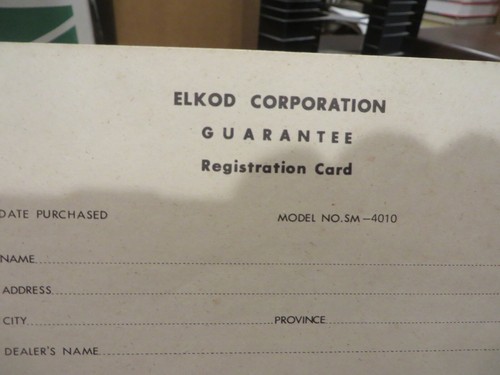 ELKOD CORPORATION
GUARANTEE
Registration Card
DATE PURCHASED MODEL NO.SM-4010
NAME
ADDRESS
CITY PROVINCE
DEALER'S NAME